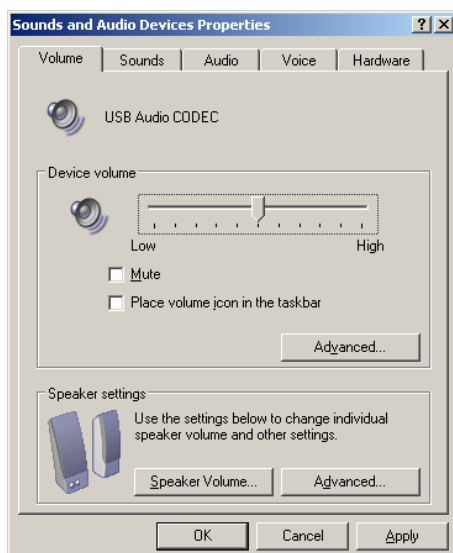 Sounds and Audio Devices Properties
Volume Sounds Audio Voice Hardware
USB Audio CODEC
Device volume
Low High
Mute
Place volume icon in the taskbar
Advanced...
Speaker settings
Use the settings below to change individual
speaker volume and other settings.
Speaker Volume... Advanced...
OK Cancel Apply